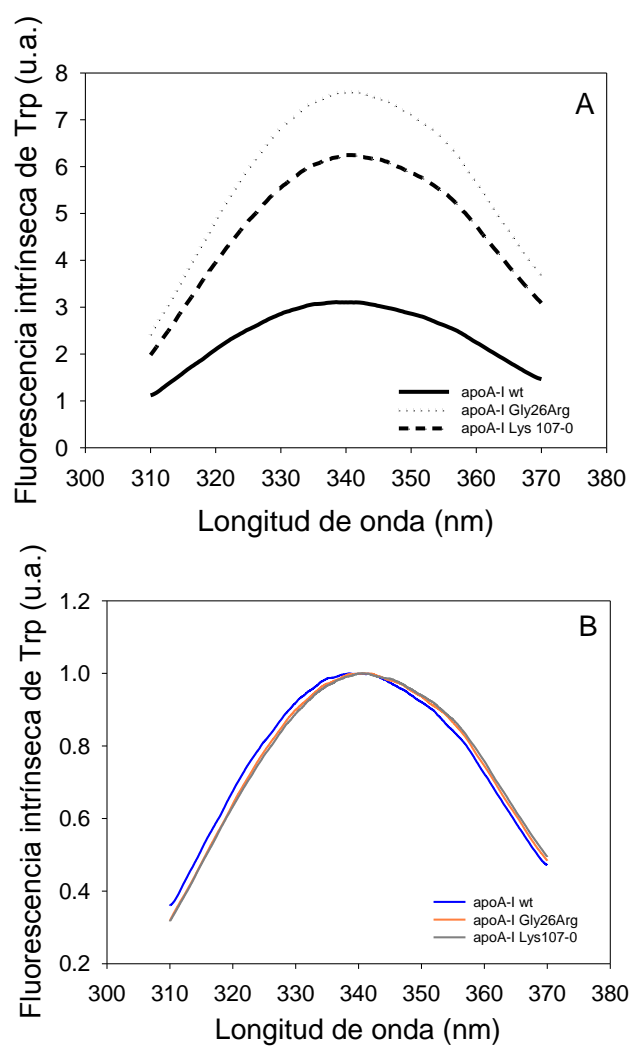 Fluorescencia intrínseca de Trp (u.a.)
8
7
6
5
4
3
2
1
0
A
apoA-I wt
apoA-I Gly26Arg
apoA-I Lys 107-0
300 310 320 330 340 350 360 370 380
Longitud de onda (nm)
Fluorescencia intrínseca de Trp (u.a.)
1.2
1.0
0.8
0.6
0.4
0.2
B
apoA-I wt
apoA-I Gly26Arg
apoA-I Lys107-0
300 310 320 330 340 350 360 370 380
Longitud de onda (nm)